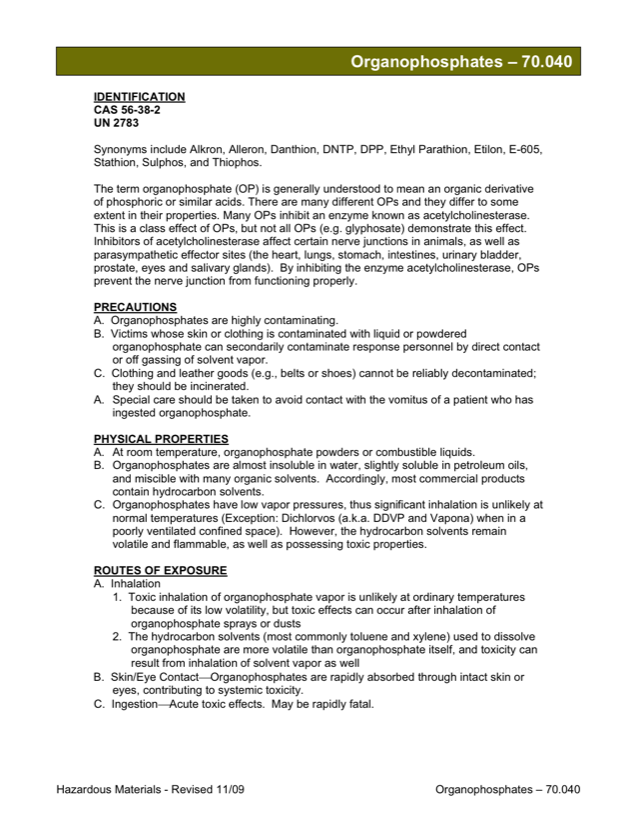 Organophosphates – 70.040
IDENTIFICATION
CAS 56-38-2
UN 2783
Synonyms include Alkron, Alleron, Danthion, DNTP, DPP, Ethyl Parathion, Etilon, E-605,
Stathion, Sulphos, and Thiophos.
The term organophosphate (OP) is generally understood to mean an organic derivative
of phosphoric or similar acids. There are many different OPs and they differ to some
extent in their properties. Many OPs inhibit an enzyme known as acetylcholinesterase.
This is a class effect of OPs, but not all OPs (e.g. glyphosate) demonstrate this effect.
Inhibitors of acetylcholinesterase affect certain nerve junctions in animals, as well as
parasympathetic effector sites (the heart, lungs, stomach, intestines, urinary bladder,
prostate, eyes and salivary glands). By inhibiting the enzyme acetylcholinesterase, OPs
prevent the nerve junction from functioning properly.
PRECAUTIONS
A. Organophosphates are highly contaminating.
B. Victims whose skin or clothing is contaminated with liquid or powdered
organophosphate can secondarily contaminate response personnel by direct contact
or off gassing of solvent vapor.
C. Clothing and leather goods (e.g., belts or shoes) cannot be reliably decontaminated;
they should be incinerated.
A. Special care should be taken to avoid contact with the vomitus of a patient who has
ingested organophosphate.
PHYSICAL PROPERTIES
A. At room temperature, organophosphate powders or combustible liquids.
B. Organophosphates are almost insoluble in water, slightly soluble in petroleum oils,
and miscible with many organic solvents. Accordingly, most commercial products
contain hydrocarbon solvents.
C. Organophosphates have low vapor pressures, thus significant inhalation is unlikely at
normal temperatures (Exception: Dichlorvos (a.k.a. DDVP and Vapona) when in a
poorly ventilated confined space). However, the hydrocarbon solvents remain
volatile and flammable, as well as possessing toxic properties.
ROUTES OF EXPOSURE
A. Inhalation
1. Toxic inhalation of organophosphate vapor is unlikely at ordinary temperatures
because of its low volatility, but toxic effects can occur after inhalation of
organophosphate sprays or dusts
2. The hydrocarbon solvents (most commonly toluene and xylene) used to dissolve
organophosphate are more volatile than organophosphate itself, and toxicity can
result from inhalation of solvent vapor as well
B. Skin/Eye Contact—Organophosphates are rapidly absorbed through intact skin or
eyes, contributing to systemic toxicity.
C. Ingestion—Acute toxic effects. May be rapidly fatal.
Hazardous Materials - Revised 11/09 Organophosphates – 70.040